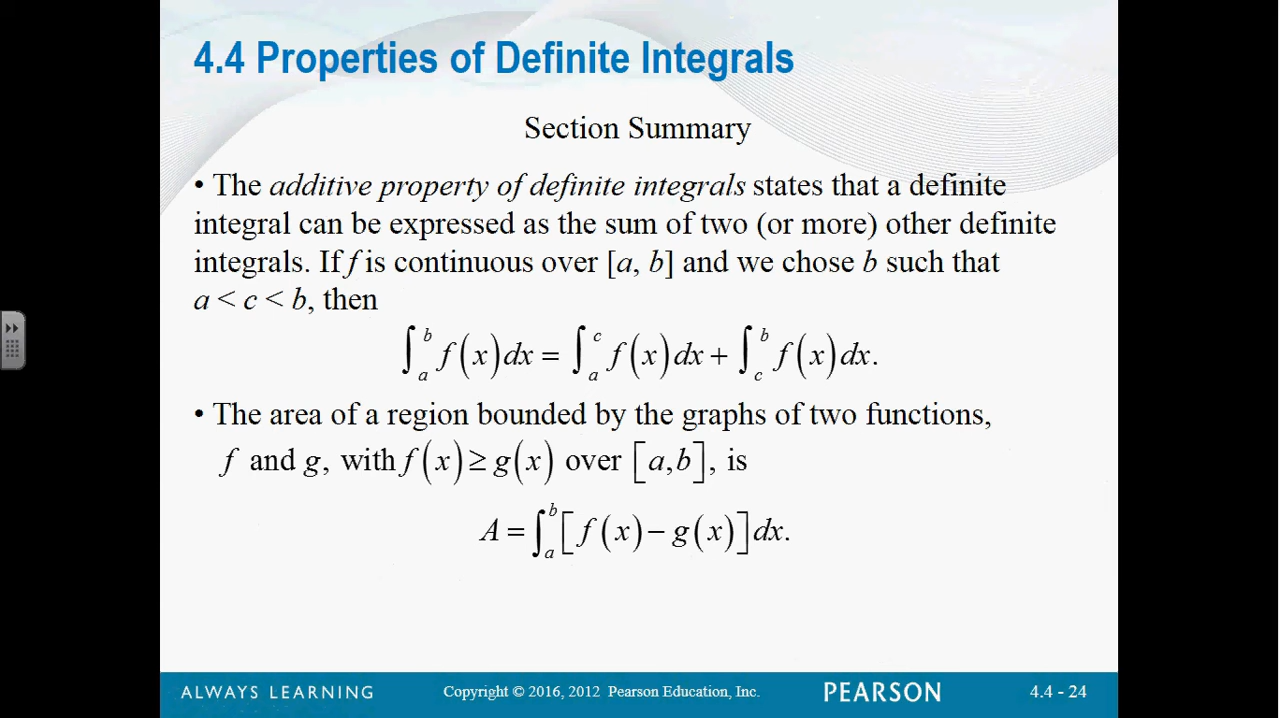 4.4 Properties of Definite Integrals
Section Summary
• The additive property of definite integrals states that a definite
integral can be expressed as the sum of two (or more) other definite
integrals. If f is continuous over [a, b] and we chose b such that
a < c < b, then
∫_a^b f(x)dx = ∫_a^c f(x)dx + ∫_c^b f(x)dx.
• The area of a region bounded by the graphs of two functions,
f and g, with f(x) ≥ g(x) over [a,b], is
A = ∫_a^b [f(x) − g(x)]dx.
ALWAYS LEARNING Copyright © 2016, 2012 Pearson Education, Inc. PEARSON 4.4 - 24